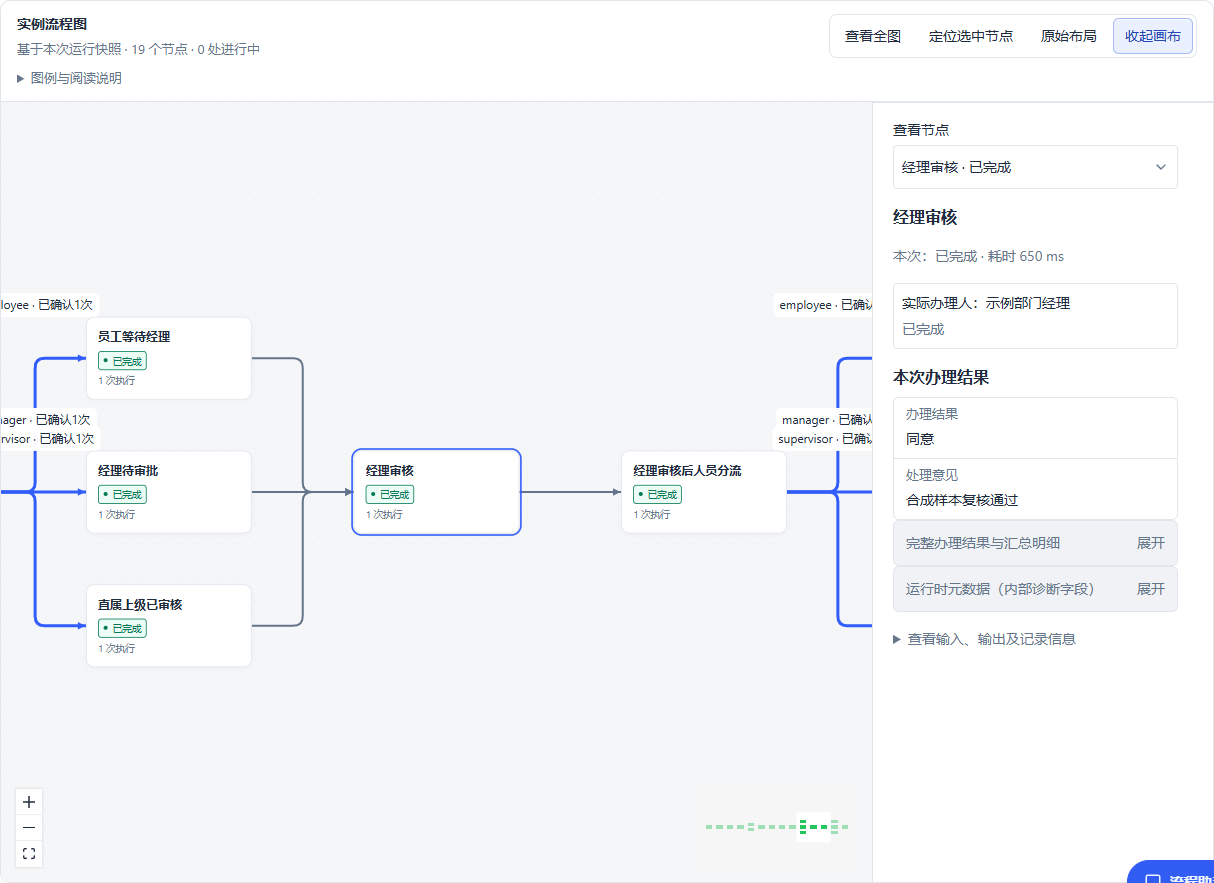 实例流程图
基于本次运行快照 · 19 个节点 · 0 处进行中
图例与阅读说明
查看全图
定位选中节点
原始布局
收起画布
loyee · 已确认1次
员工等待经理
已完成
1 次执行
nager · 已确认1次
rvisor · 已确认1次
经理待审批
已完成
1 次执行
直属上级已审核
已完成
1 次执行
经理审核
已完成
1 次执行
经理审核后人员分流
已完成
1 次执行
employee · 已确认
manager · 已确认
supervisor · 已确认
查看节点
经理审核 · 已完成
经理审核
本次：已完成 · 耗时 650 ms
实际办理人：示例部门经理
已完成
本次办理结果
办理结果
同意
处理意见
合成样本复核通过
完整办理结果与汇总明细 展开
运行时元数据（内部诊断字段） 展开
查看输入、输出及记录信息
流程助